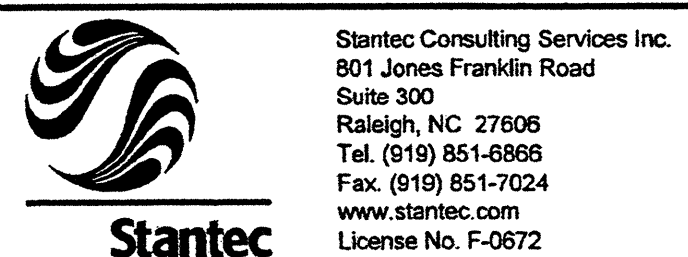 Stantec Consulting Services Inc.
801 Jones Franklin Road
Suite 300
Raleigh, NC 27606
Tel. (919) 851-6866
Fax. (919) 851-7024
www.stantec.com
License No. F-0672
Stantec